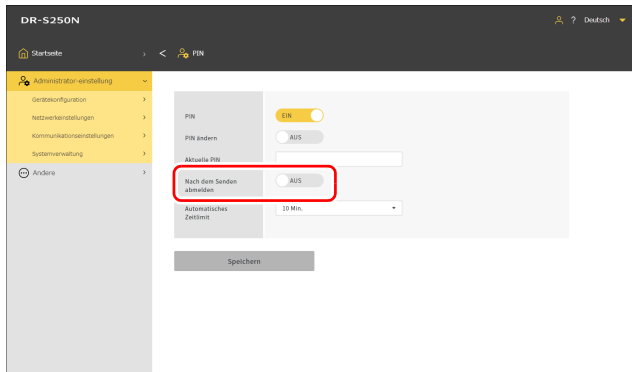 DR-S250N
? Deutsch
Startseite
< PIN
Administrator-einstellung
Gerätekonfiguration
Netzwerkeinstellungen
Kommunikationseinstellungen
Systemverwaltung
Andere
PIN
EIN
PIN ändern
AUS
Aktuelle PIN
Nach dem Senden
abmelden
AUS
Automatisches
Zeitlimit
10 Min.
Speichern